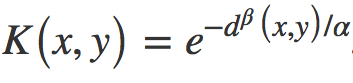 K(x, y) = e^{-d^β (x,y)/α}